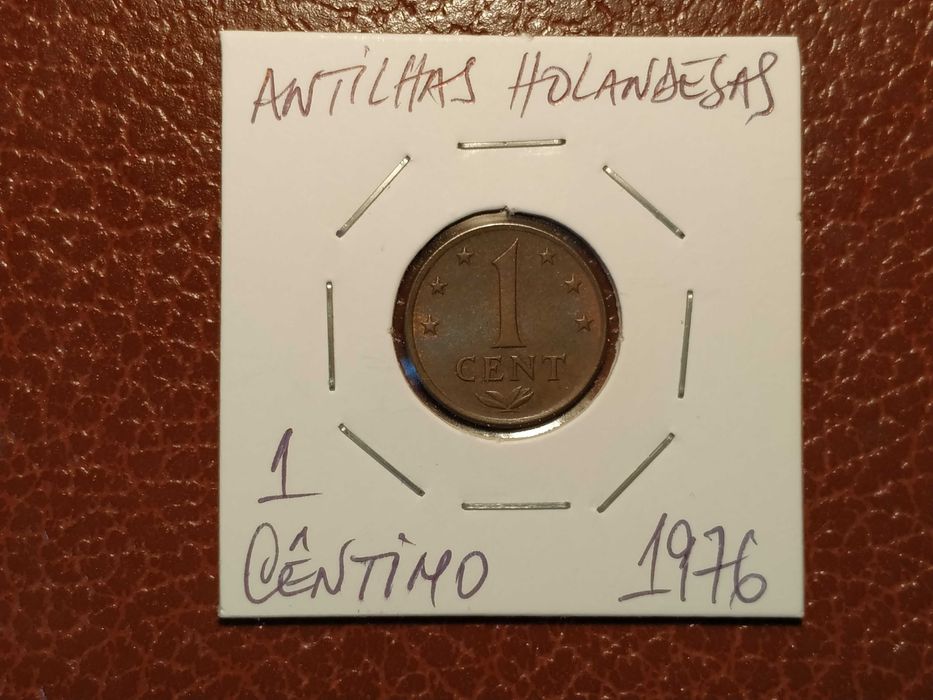 ANTILHAS HOLANDESAS
1
CENT
1
CÊNTIMO 1976